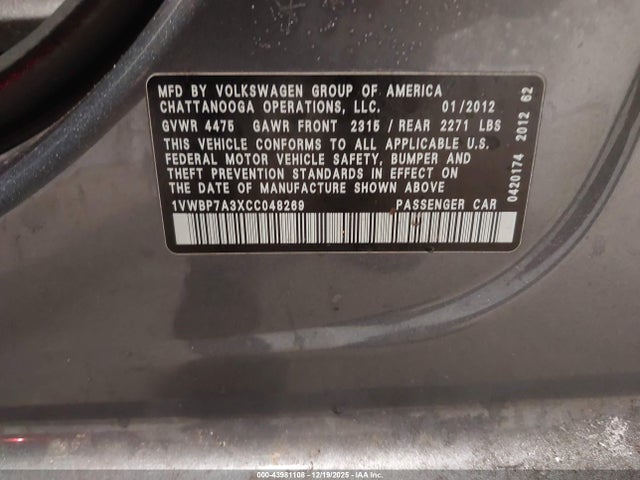 MFD BY VOLKSWAGEN GROUP OF AMERICA
CHATTANOOGA OPERATIONS, LLC. 01/2012
GVWR 4475 GAWR FRONT 2315 / REAR 2271 LBS
THIS VEHICLE CONFORMS TO ALL APPLICABLE U.S.
FEDERAL MOTOR VEHICLE SAFETY, BUMPER AND
THEFT PREVENTION STANDARDS IN EFFECT ON
THE DATE OF MANUFACTURE SHOWN ABOVE
1VWBP7A3XCC048269 PASSENGER CAR
0420174 2012 62
000-43981108 - 12/19/2025 - IAAI.COM